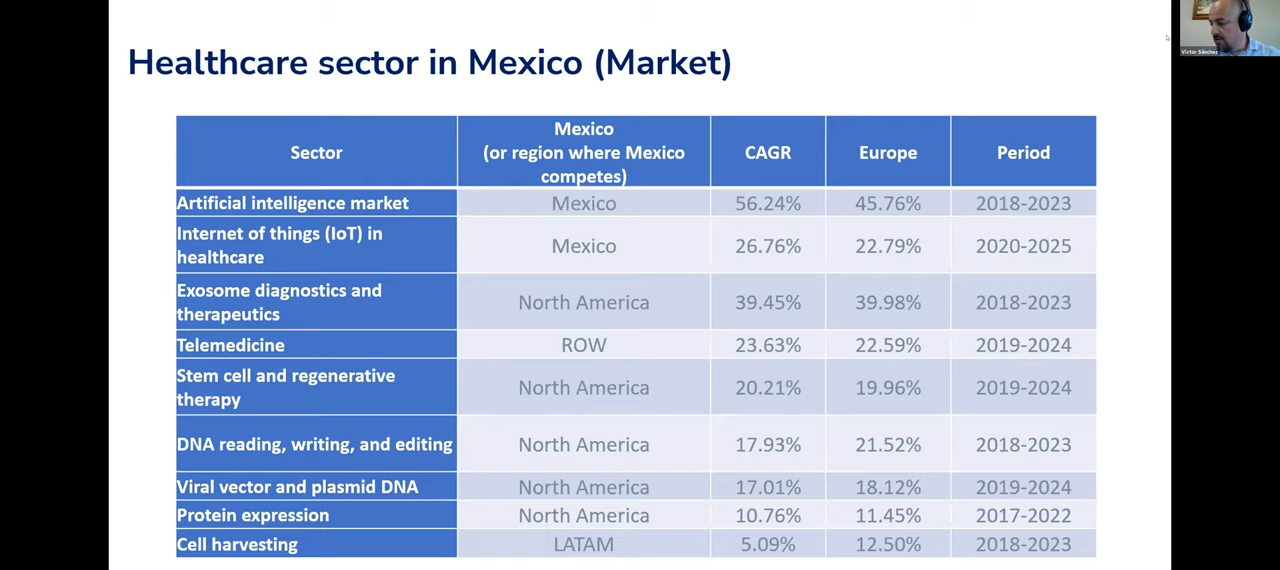 Healthcare sector in Mexico (Market)
Víctor Sánchez
Sector
Mexico
(or region where Mexico
competes)
CAGR
Europe
Period
Artificial intelligence market
Mexico
56.24%
45.76%
2018-2023
Internet of things (IoT) in
healthcare
Mexico
26.76%
22.79%
2020-2025
Exosome diagnostics and
therapeutics
North America
39.45%
39.98%
2018-2023
Telemedicine
ROW
23.63%
22.59%
2019-2024
Stem cell and regenerative
therapy
North America
20.21%
19.96%
2019-2024
DNA reading, writing, and editing
North America
17.93%
21.52%
2018-2023
Viral vector and plasmid DNA
North America
17.01%
18.12%
2019-2024
Protein expression
North America
10.76%
11.45%
2017-2022
Cell harvesting
LATAM
5.09%
12.50%
2018-2023